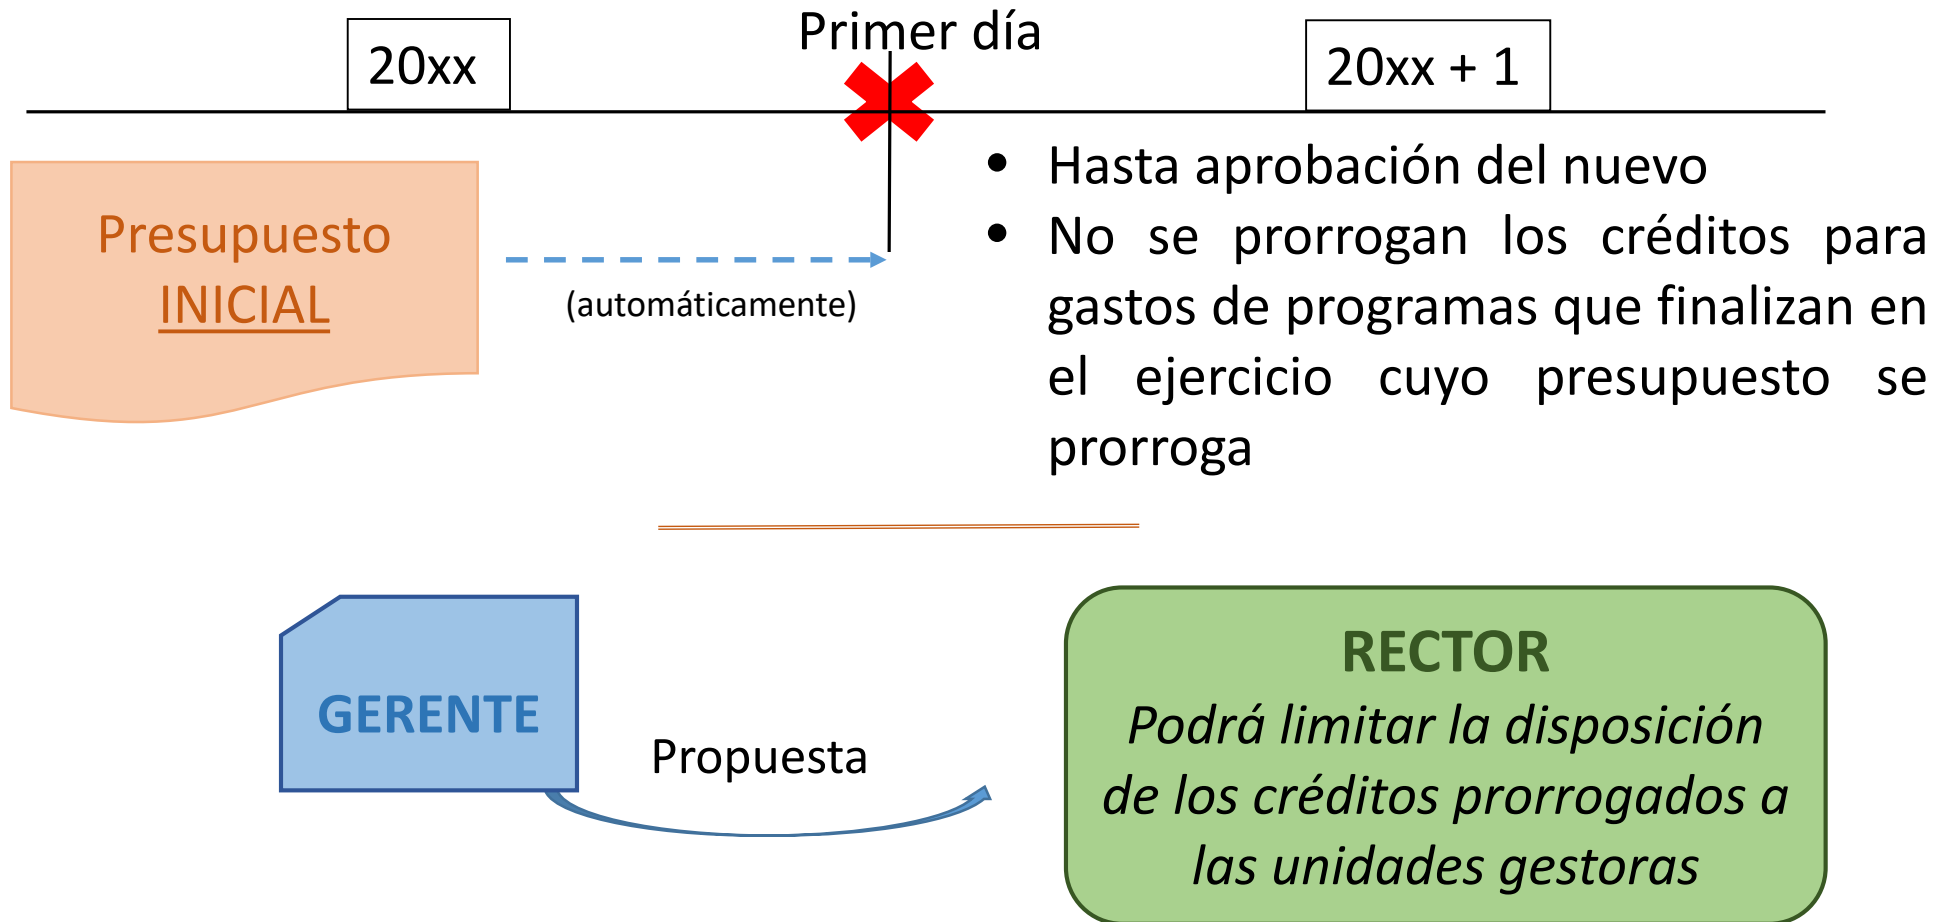 20xx
Primer día
20xx + 1
Presupuesto
INICIAL
(automáticamente)
• Hasta aprobación del nuevo
• No se prorrogan los créditos para
gastos de programas que finalizan en
el ejercicio cuyo presupuesto se
prorroga
GERENTE
Propuesta
RECTOR
Podrá limitar la disposición
de los créditos prorrogados a
las unidades gestoras